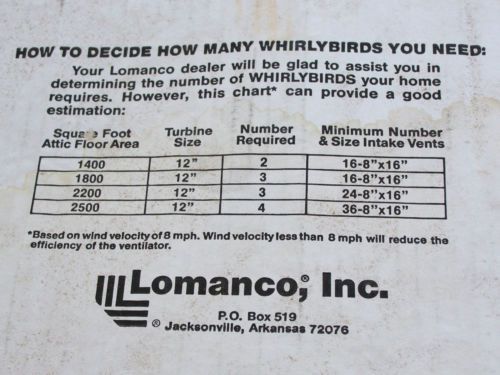 HOW TO DECIDE HOW MANY WHIRLYBIRDS YOU NEED:
Your Lomanco dealer will be glad to assist you in
determining the number of WHIRLYBIRDS your home
requires. However, this chart* can provide a good
estimation:
Square Foot Attic Floor Area Turbine Size Number Required Minimum Number & Size Intake Vents
1400 12" 2 16-8"x16"
1800 12" 3 16-8"x16"
2200 12" 3 24-8"x16"
2500 12" 4 36-8"x16"
*Based on wind velocity of 8 mph. Wind velocity less than 8 mph will reduce the
efficiency of the ventilator.
Lomanco,® Inc.
P.O. Box 519
® Jacksonville, Arkansas 72076